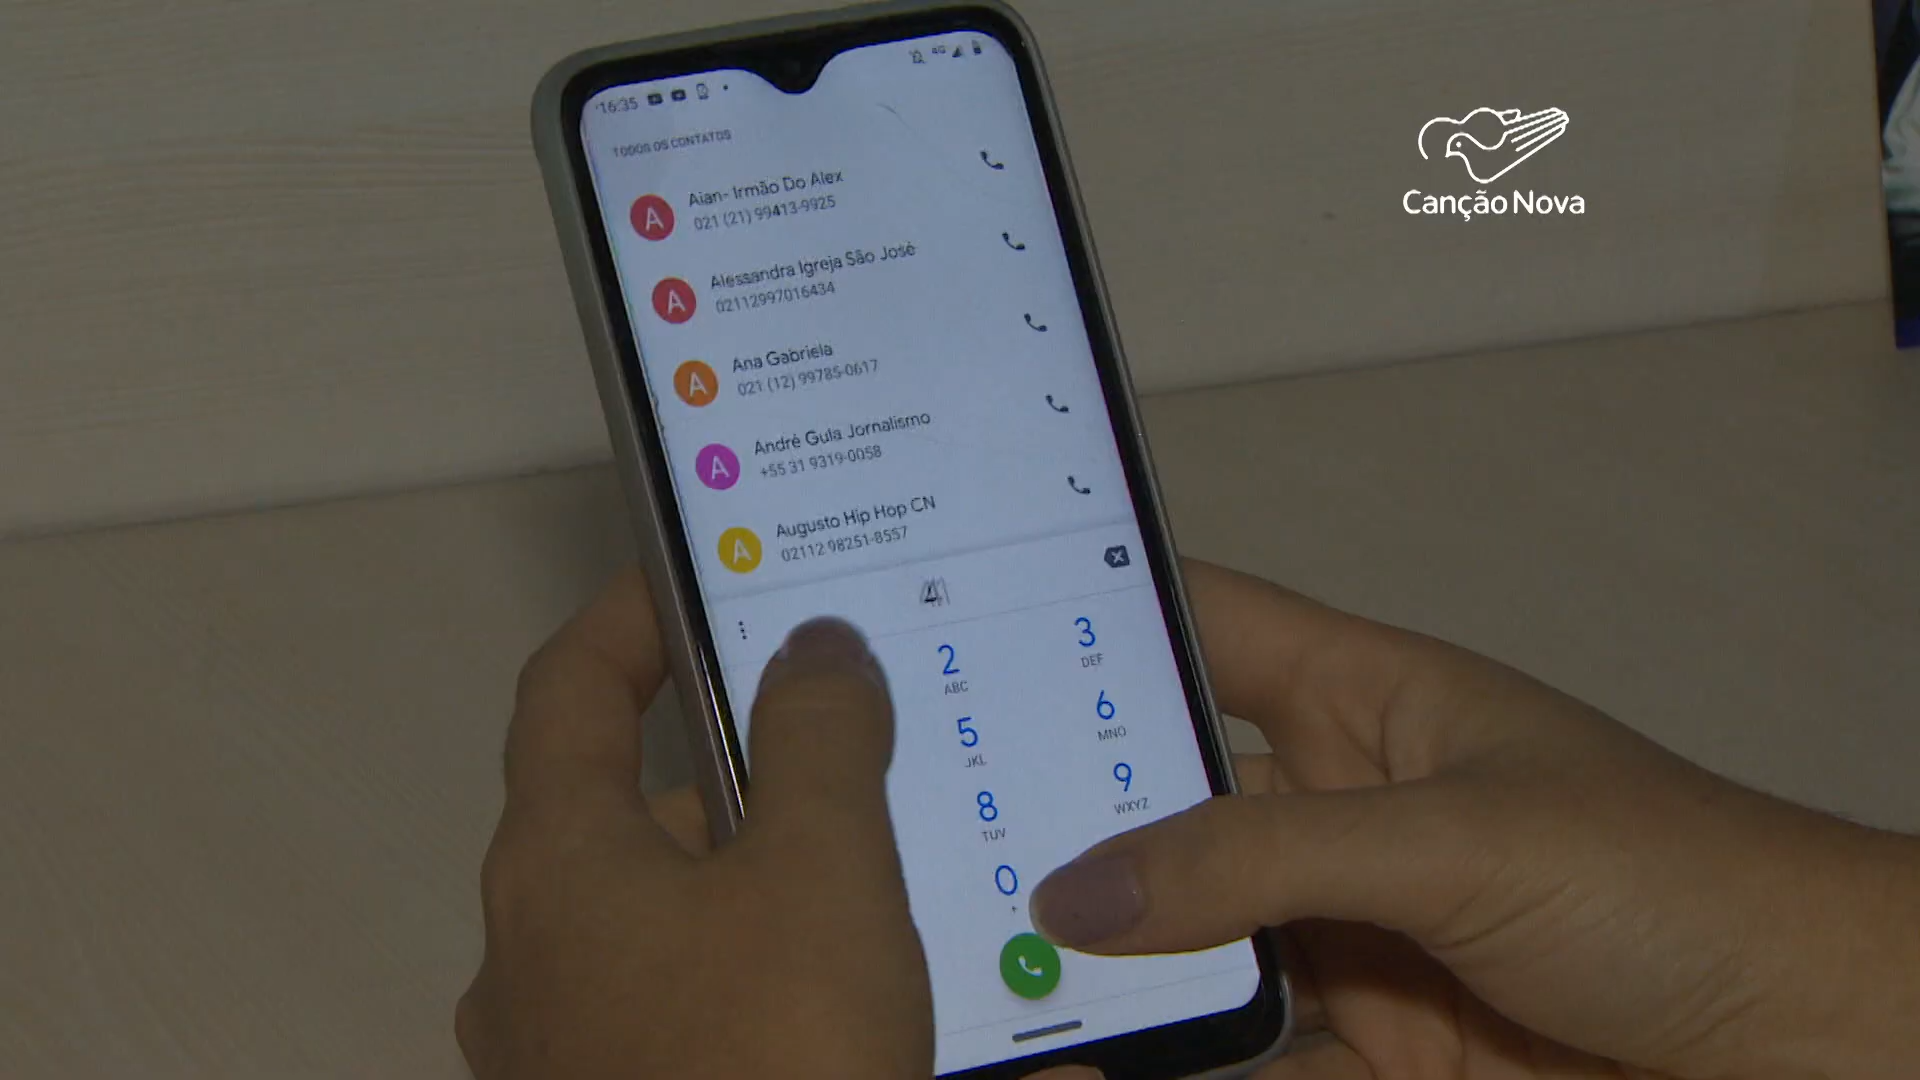 16:35
4G
TODOS OS CONTATOS
A
Alan- Irmão Do Alex
021 (21) 99413-9925
A
Alessandra Igreja São José
02112997016434
A
Ana Gabriela
021 (12) 99785-0617
A
André Gula Jornalismo
+55 31 9319-0058
A
Augusto Hip Hop CN
02112 98251-8557
2
ABC
3
DEF
5
JKL
6
MNO
8
TUV
9
WXYZ
0
+
Canção Nova